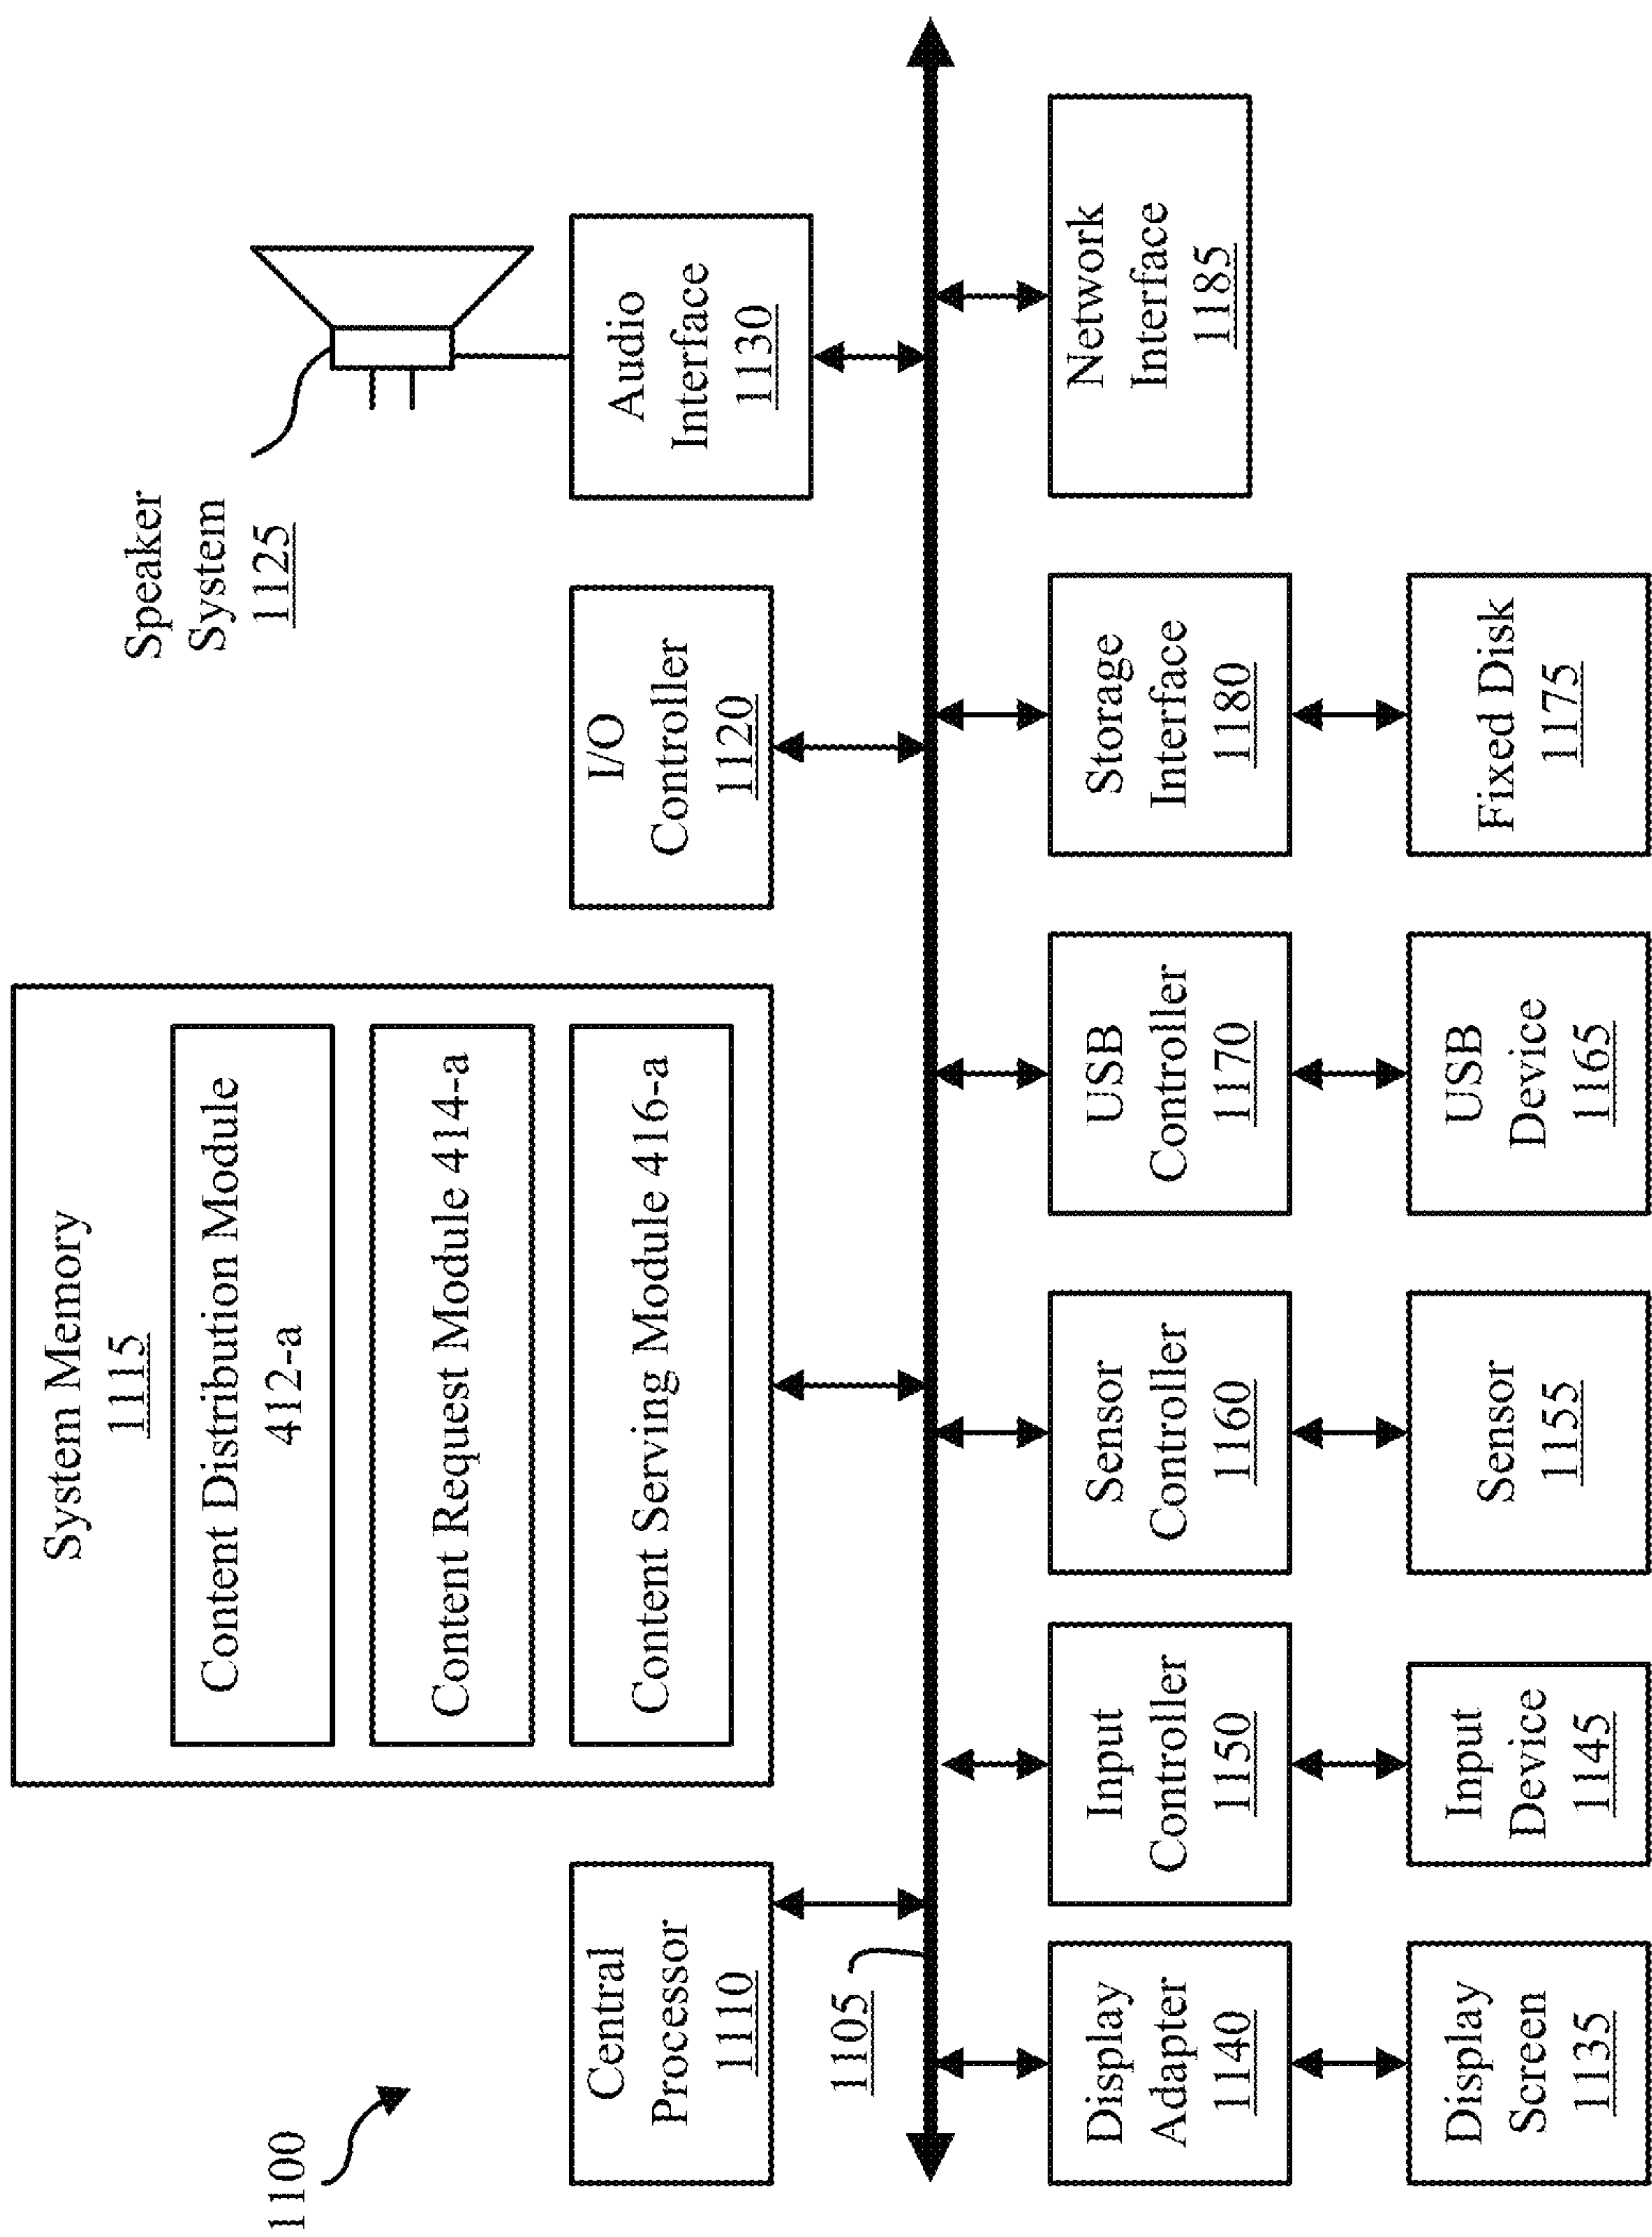 1100
System Memory
1115
Content Distribution Module
412-a
Content Request Module 414-a
Content Serving Module 416-a
Speaker
System
1125
Central
Processor
1110
I/O
Controller
1120
Audio
Interface
1130
1105
Display
Adapter
1140
Input
Controller
1150
Sensor
Controller
1160
USB
Controller
1170
Storage
Interface
1180
Network
Interface
1185
Display
Screen
1135
Input
Device
1145
Sensor
1155
USB
Device
1165
Fixed Disk
1175